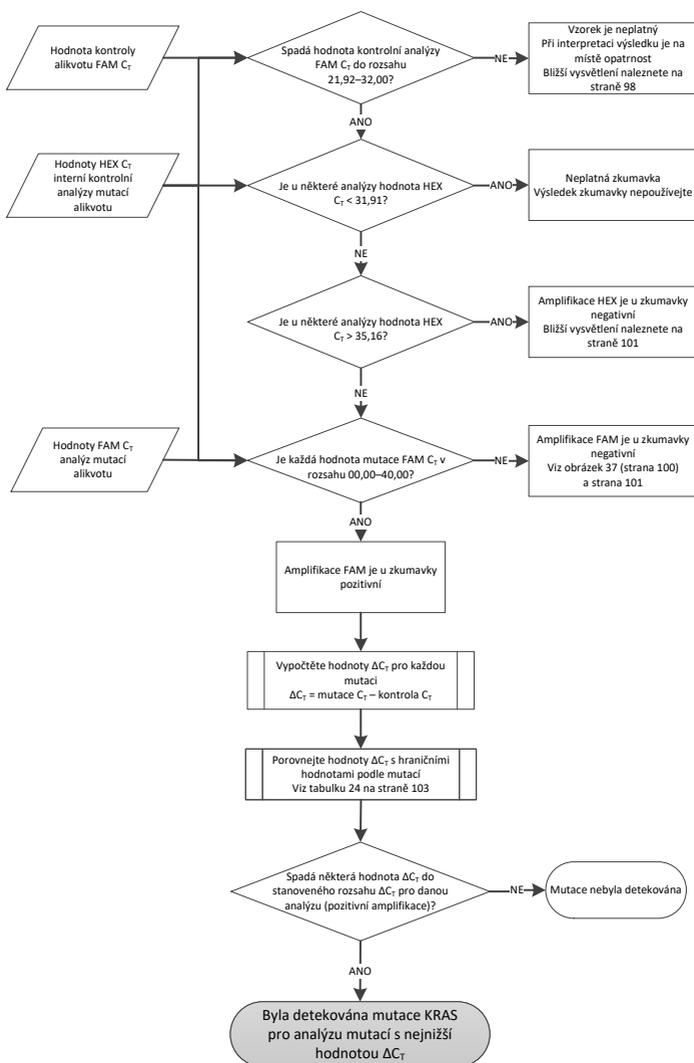 Hodnota kontroly
alikvotu FAM CT
Spadá hodnota kontrolní analýzy
FAM CT do rozsahu
21,92–32,00?
NE
Vzorek je neplatný
Při interpretaci výsledku je na
místě opatrnost
Bližší vysvětlení naleznete na
straně 98
ANO
Hodnoty HEX CT
interní kontrolní
analýzy mutací
alikvotu
Je u některé analýzy hodnota HEX
CT < 31,91?
ANO
Neplatná zkumavka
Výsledek zkumavky nepoužívejte
NE
Je u některé analýzy hodnota HEX
CT > 35,16?
ANO
Amplifikace HEX je u zkumavky
negativní
Bližší vysvětlení naleznete na
straně 101
NE
Hodnoty FAM CT
analýz mutací
alikvotu
Je každá hodnota mutace FAM CT v
rozsahu 00,00–40,00?
NE
Amplifikace FAM je u zkumavky
negativní
Viz obrázek 37 (strana 100)
a strana 101
ANO
Amplifikace FAM je u zkumavky
pozitivní
Vypočtěte hodnoty ΔCT pro každou
mutaci
ΔCT = mutace CT – kontrola CT
Porovnejte hodnoty ΔCT s hraničními
hodnotami podle mutací
Viz tabulku 24 na straně 103
Spadá některá hodnota ΔCT do
stanoveného rozsahu ΔCT pro danou
analýzu (pozitivní amplifikace)?
NE
Mutace nebyla detekována
ANO
Byla detekována mutace KRAS
pro analýzu mutací s nejnižší
hodnotou ΔCT